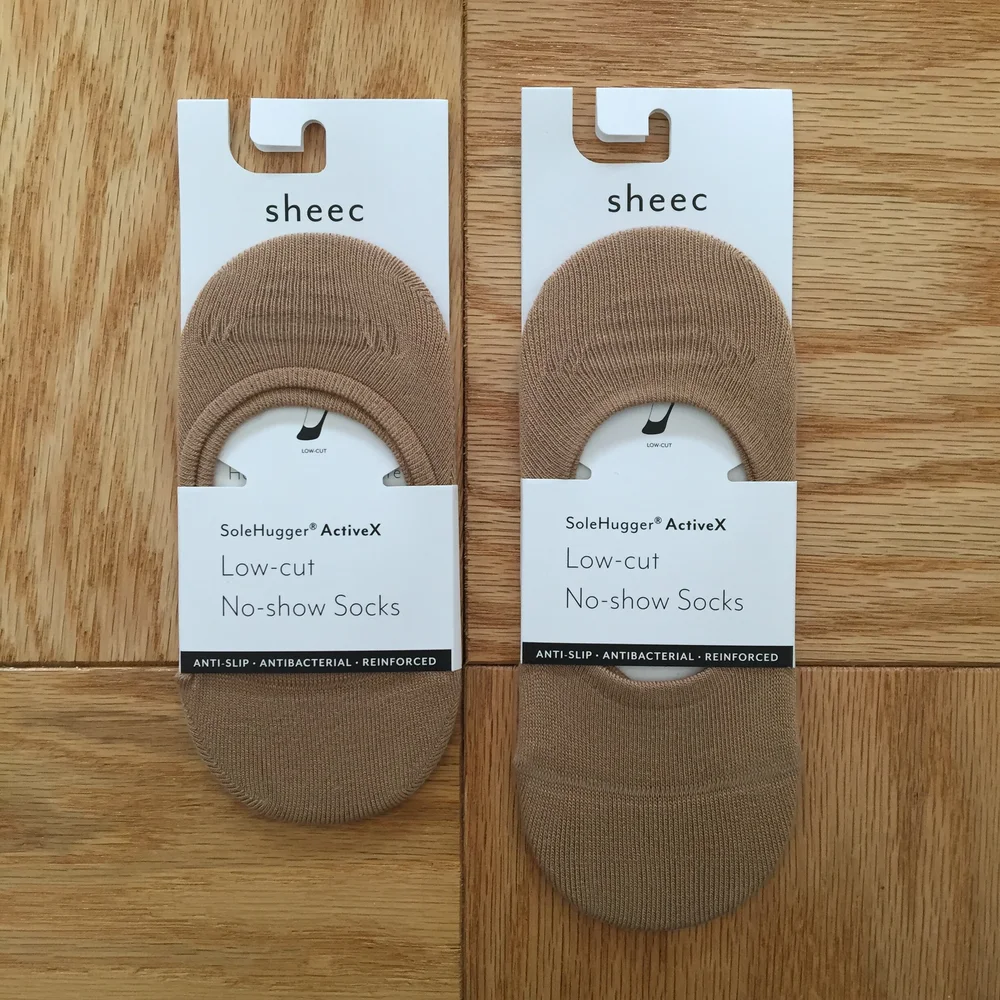 sheec
LOW-CUT
SoleHugger® ActiveX
Low-cut
No-show Socks
ANTI-SLIP · ANTIBACTERIAL · REINFORCED
sheec
LOW-CUT
SoleHugger® ActiveX
Low-cut
No-show Socks
ANTI-SLIP · ANTIBACTERIAL · REINFORCED